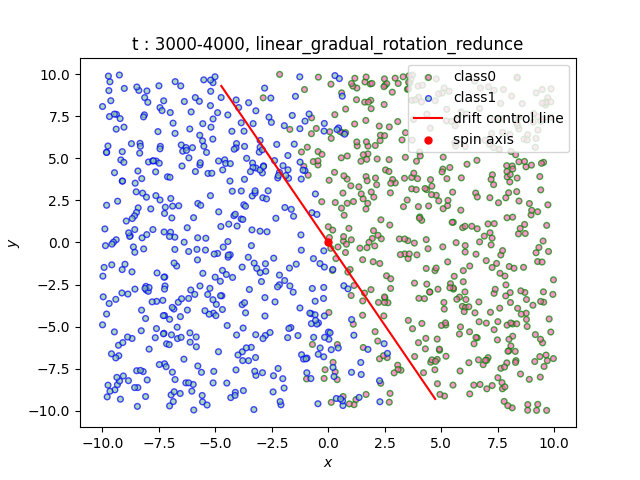 t : 3000-4000, linear_gradual_rotation_redunce
class0
class1
drift control line
spin axis
10.0
7.5
5.0
2.5
0.0
−2.5
−5.0
−7.5
−10.0
y
−10.0 −7.5 −5.0 −2.5 0.0 2.5 5.0 7.5 10.0
x